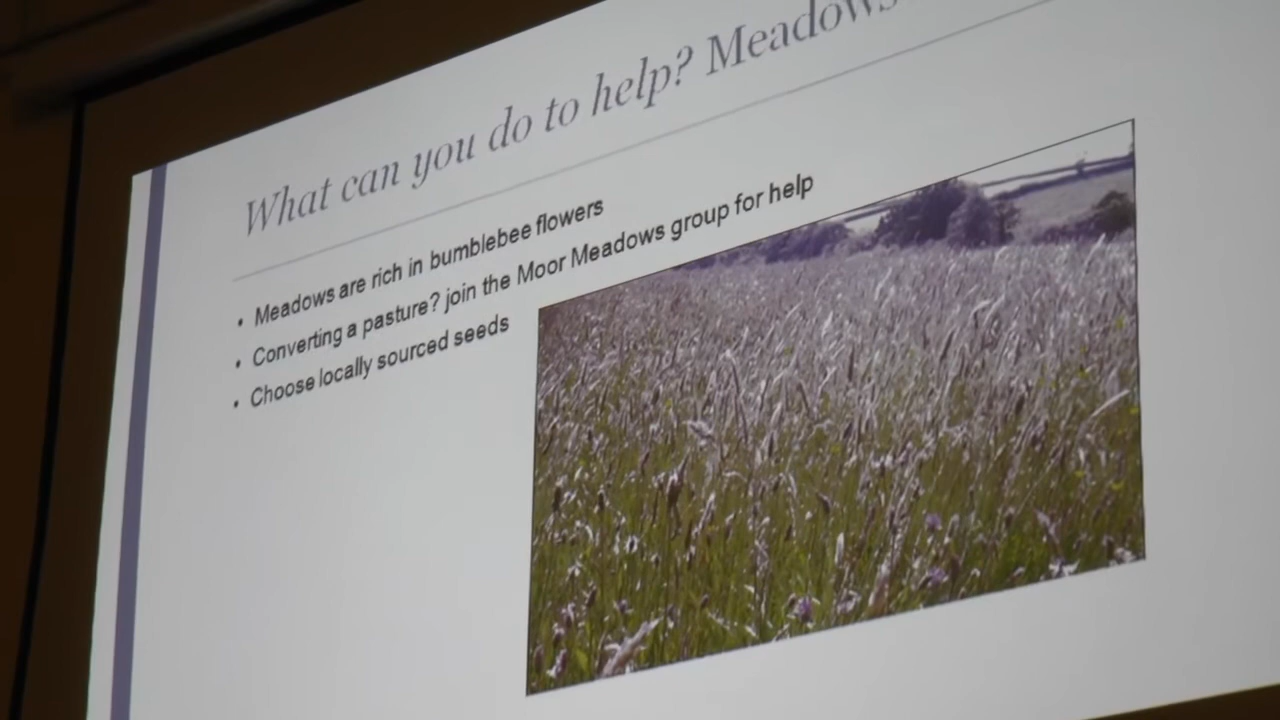 What can you do to help? Meadows
• Meadows are rich in bumblebee flowers
• Converting a pasture? join the Moor Meadows group for help
• Choose locally sourced seeds